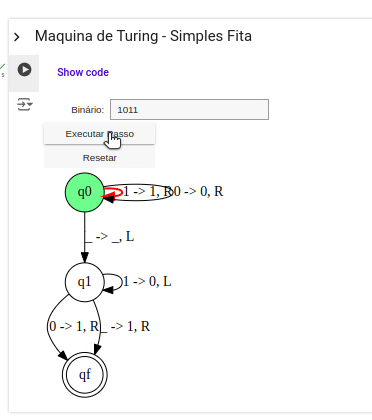 Maquina de Turing - Simples Fita
s
Show code
Binário: 1011
Executar Passo
Resetar
q0 1 -> 1, R 0 -> 0, R
_ -> _, L
q1 1 -> 0, L
0 -> 1, R _ -> 1, R
qf